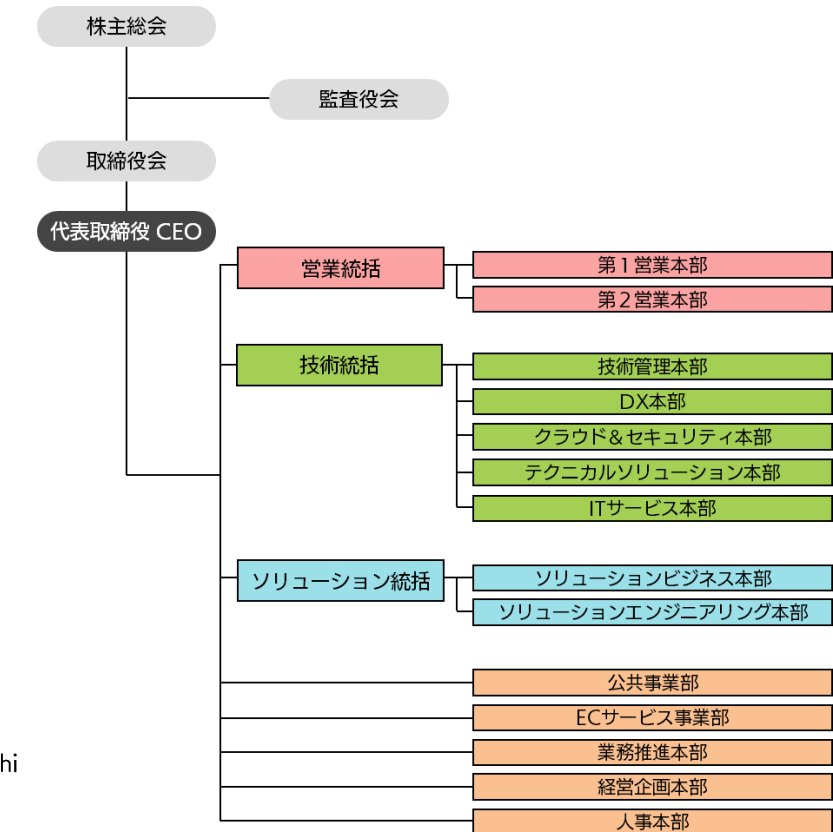 株主総会
監査役会
取締役会
代表取締役 CEO
営業統括
第１営業本部
第２営業本部
技術統括
技術管理本部
DX本部
クラウド＆セキュリティ本部
テクニカルソリューション本部
ITサービス本部
ソリューション統括
ソリューションビジネス本部
ソリューションエンジニアリング本部
公共事業部
ECサービス事業部
業務推進本部
hi
経営企画本部
人事本部